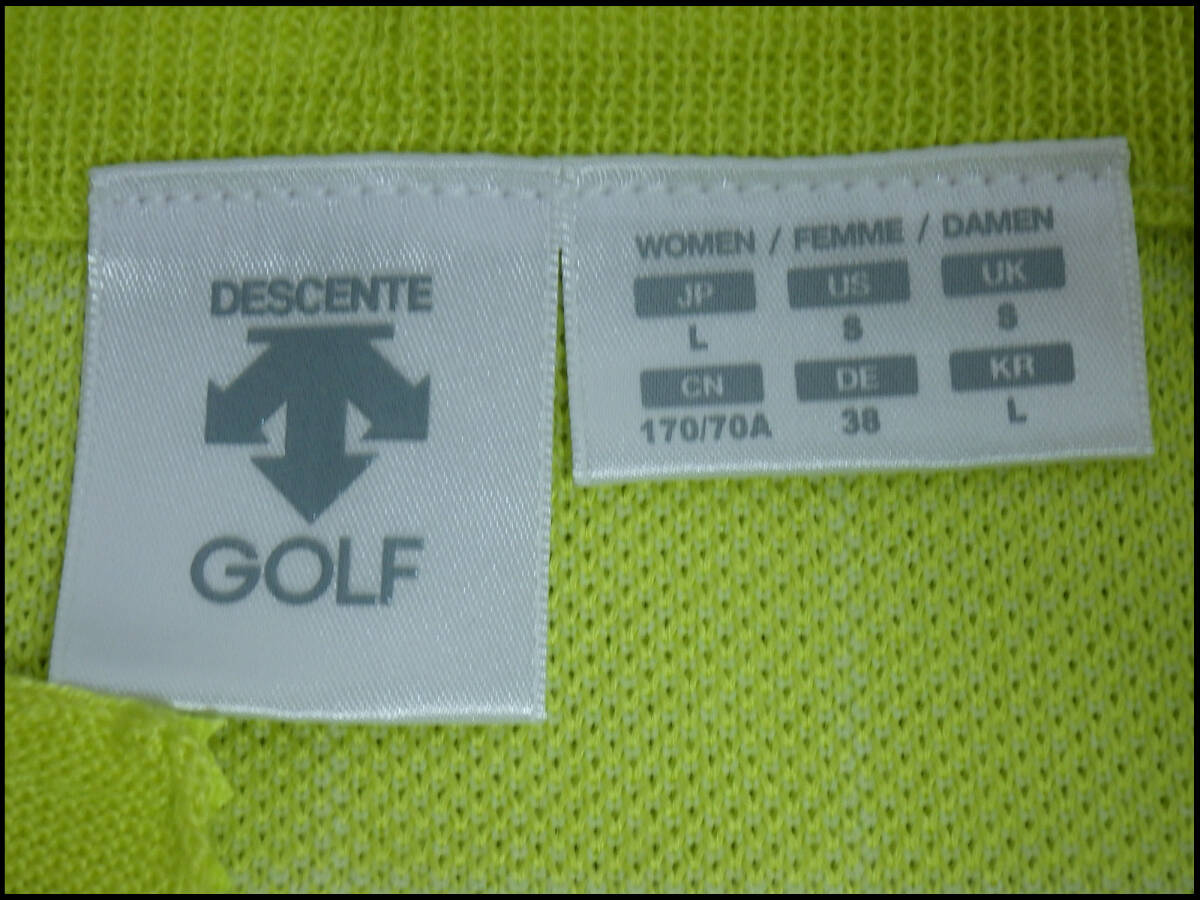 DESCENTE
GOLF
WOMEN / FEMME / DAMEN
JP US UK
L S S
CN DE KR
170/70A 38 L